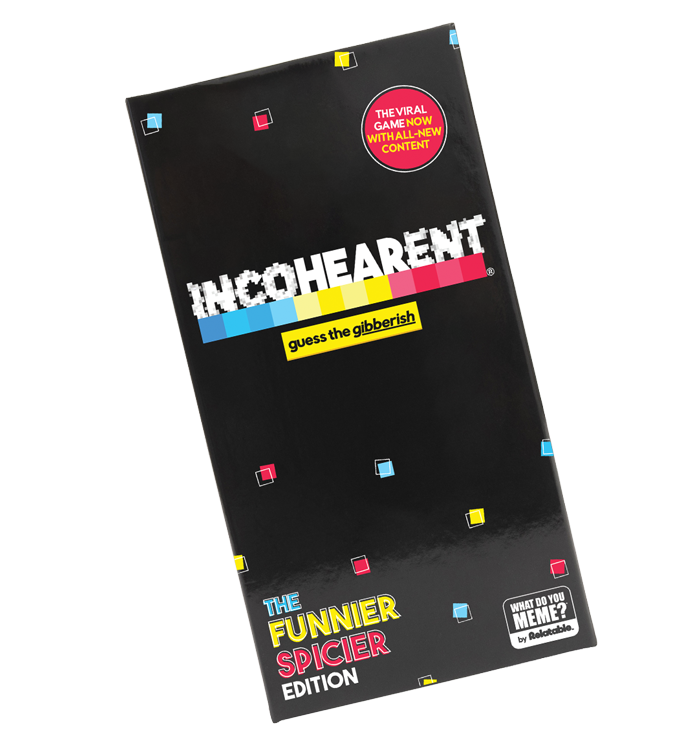 THE VIRAL
GAME NOW
WITH ALL-NEW
CONTENT
INCOHEARENT®
guess the gibberish
THE
FUNNIER
SPICIER
EDITION
WHAT DO YOU
MEME?®
by Relatable.